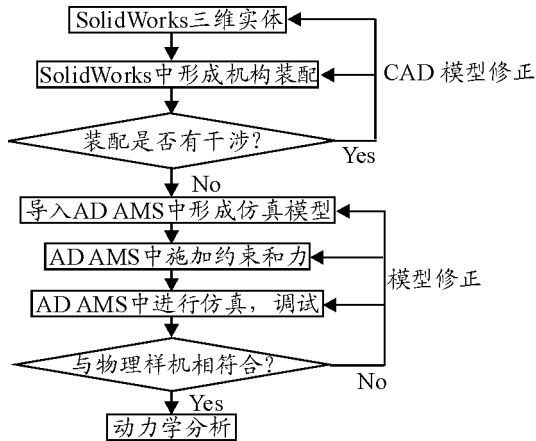 SolidWorks三维实体
SolidWorks中形成机构装配
CAD 模型修正
装配是否有干涉?
Yes
No
导入AD AMS中形成仿真模型
AD AMS中施加约束和力
模型修正
AD AMS中进行仿真，调试
与物理样机相符合?
No
Yes
动力学分析